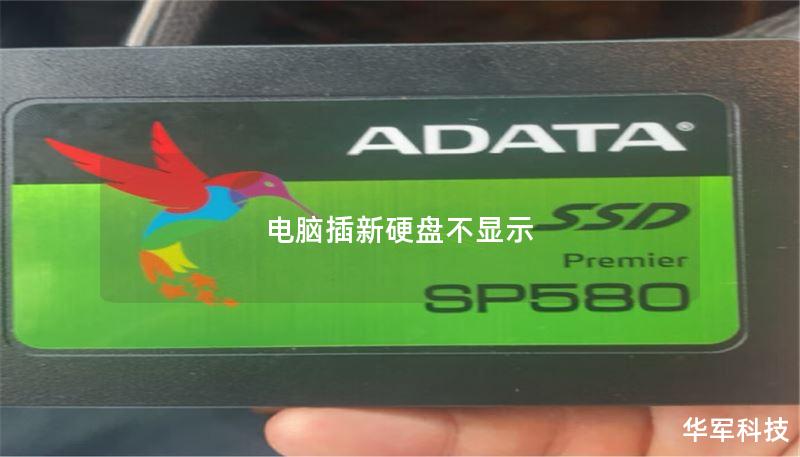 ADATA®
SSD
电脑插新硬盘不显示
Premier
SP580
华军科技